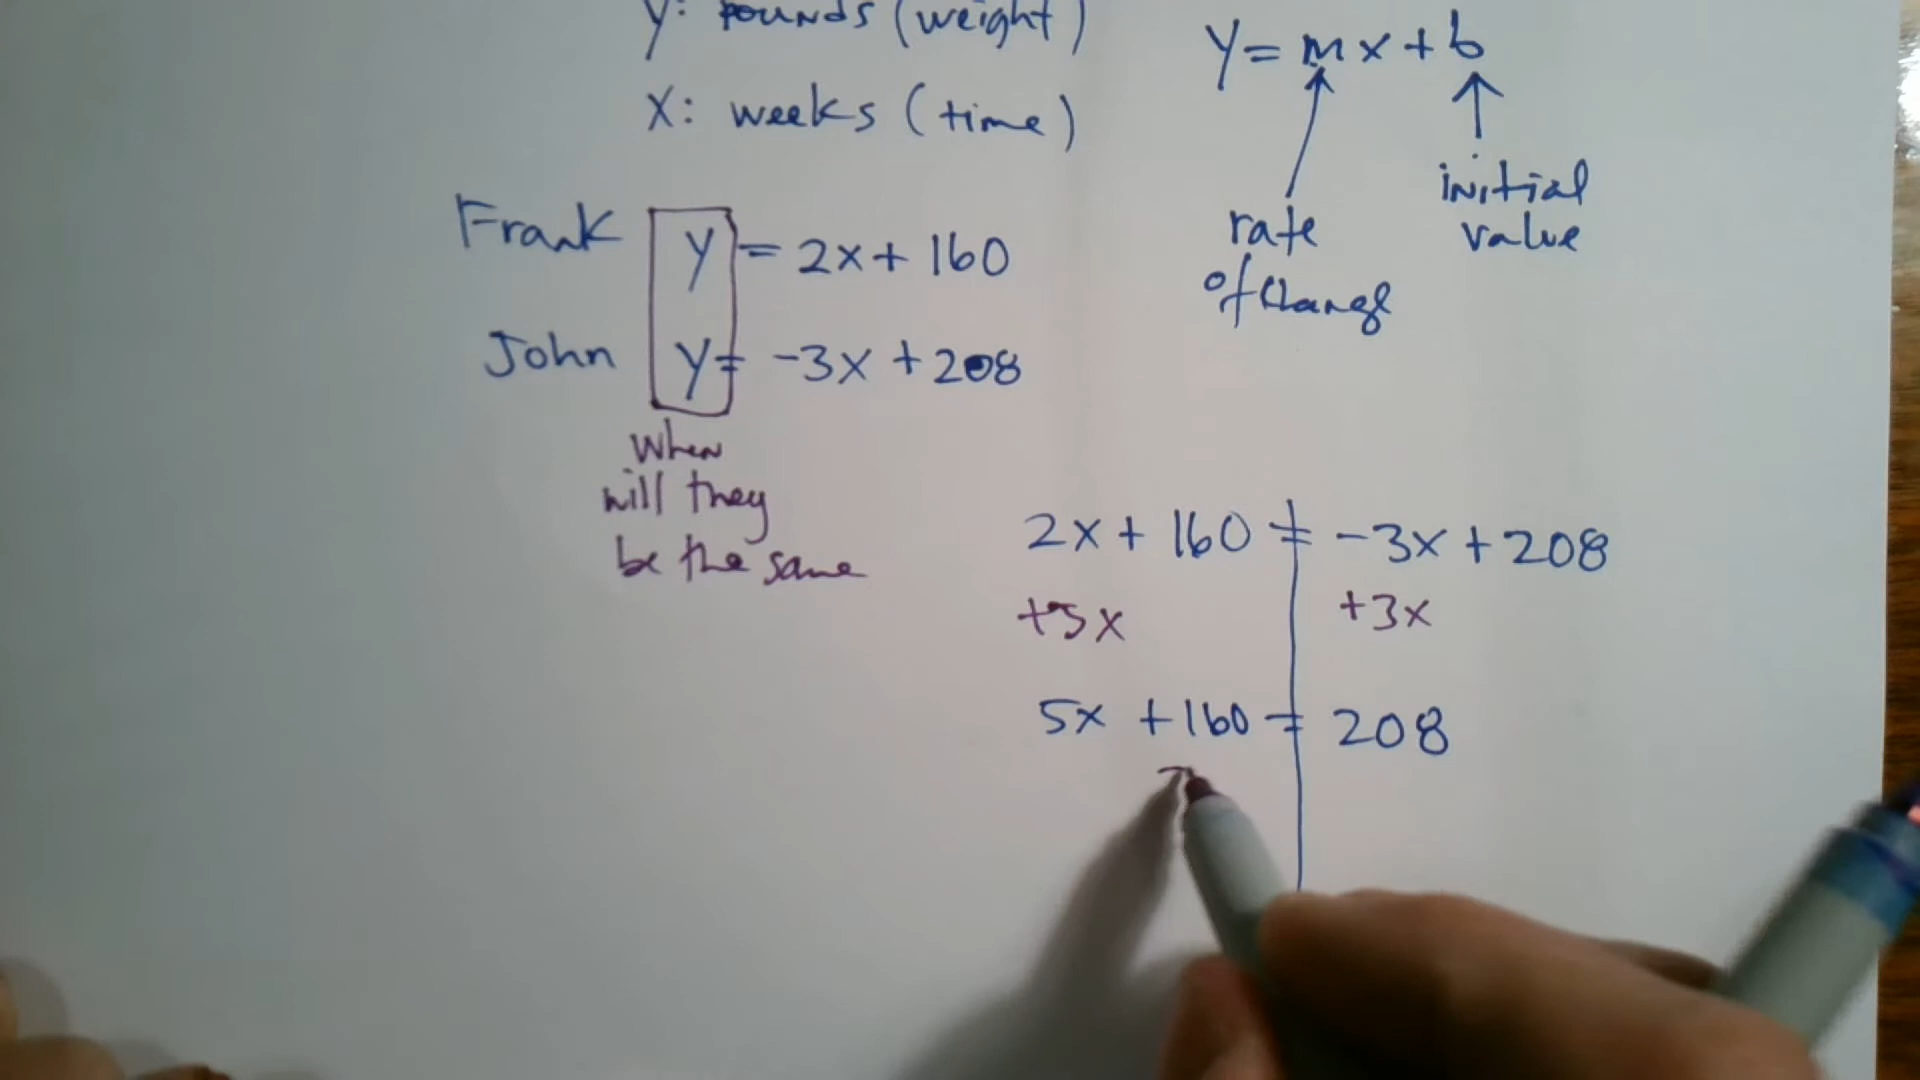 y: pounds (weight)
x: weeks (time)
y = mx + b
rate
of change
initial
value
Frank y = 2x + 160
John y = -3x + 208
when
will they
be the same
2x + 160 = -3x + 208
+3x +3x
5x + 160 = 208